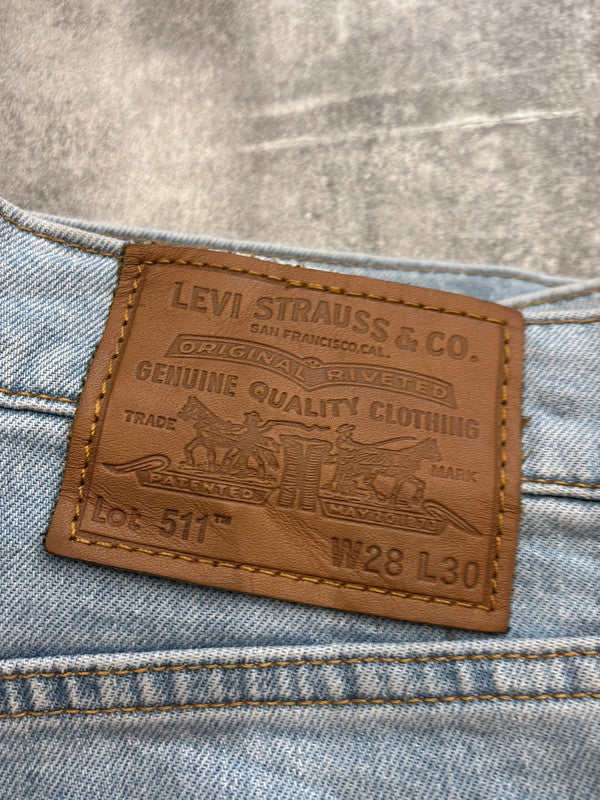 LEVI STRAUSS & CO.
SAN FRANCISCO, CAL.
ORIGINAL RIVETED
GENUINE QUALITY CLOTHING
TRADE MARK
PATENTED MAY 20 1873
Lot 511™ W28 L30